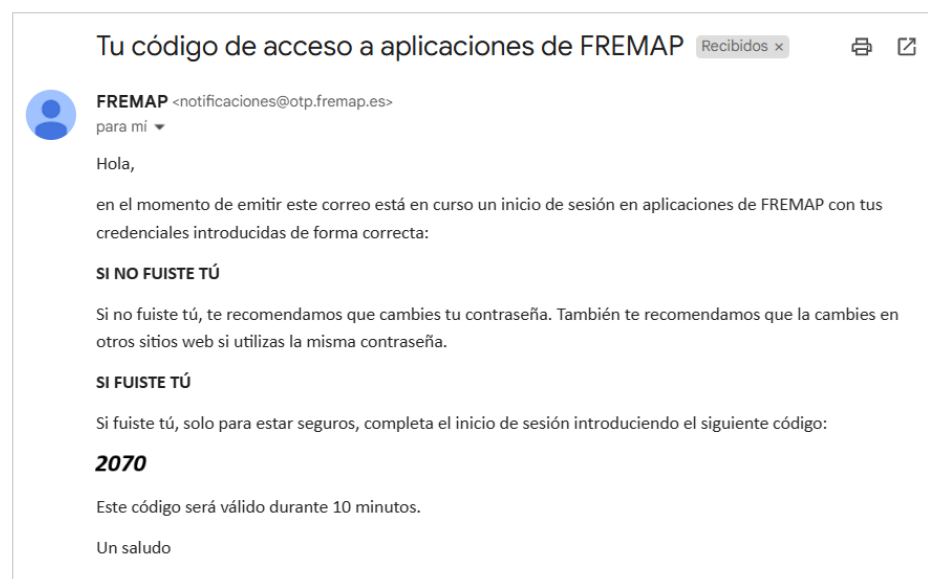 Tu código de acceso a aplicaciones de FREMAP Recibidos ×
FREMAP <notificaciones@otp.fremap.es>
para mí
Hola,
en el momento de emitir este correo está en curso un inicio de sesión en aplicaciones de FREMAP con tus
credenciales introducidas de forma correcta:
SI NO FUISTE TÚ
Si no fuiste tú, te recomendamos que cambies tu contraseña. También te recomendamos que la cambies en
otros sitios web si utilizas la misma contraseña.
SI FUISTE TÚ
Si fuiste tú, solo para estar seguros, completa el inicio de sesión introduciendo el siguiente código:
2070
Este código será válido durante 10 minutos.
Un saludo